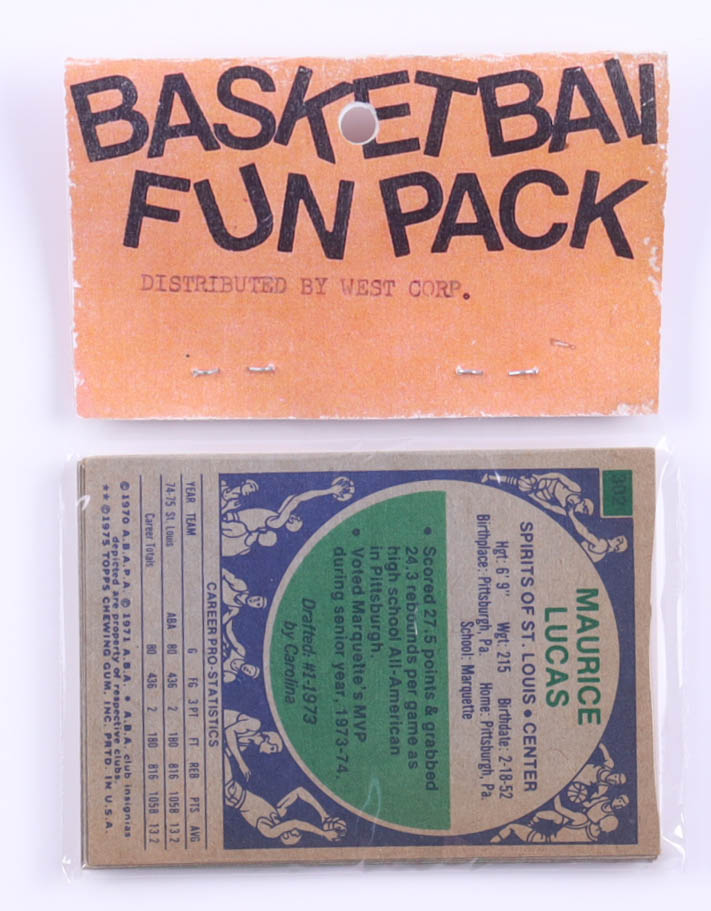 BASKETBALL
FUN PACK
DISTRIBUTED BY WEST CORP.
302
MAURICE
LUCAS
SPIRITS OF ST. LOUIS • CENTER
Hgt: 6'9" Wgt: 215 Birthdate: 2-18-52
Birthplace: Pittsburgh, Pa. Home: Pittsburgh, Pa.
School: Marquette
• Scored 27.5 points & grabbed
24.3 rebounds per game as
high school All-American
in Pittsburgh.
• Voted Marquette's MVP
during senior year, 1973-74.
Drafted: #1-1973
by Carolina
CAREER PRO-STATISTICS
YEAR TEAM G FG 3 PT FT REB PTS AVG
74-75 St. Louis ABA 80 436 2 180 816 1058 13.2
Career Totals 80 436 2 180 816 1058 13.2
©1970 A.B.A.P.A. ©1971 A.B.A. • A.B.A. club insignias
depicted are property of respective clubs.
★★ ©1975 TOPPS CHEWING GUM, INC. PRTD. IN U.S.A.